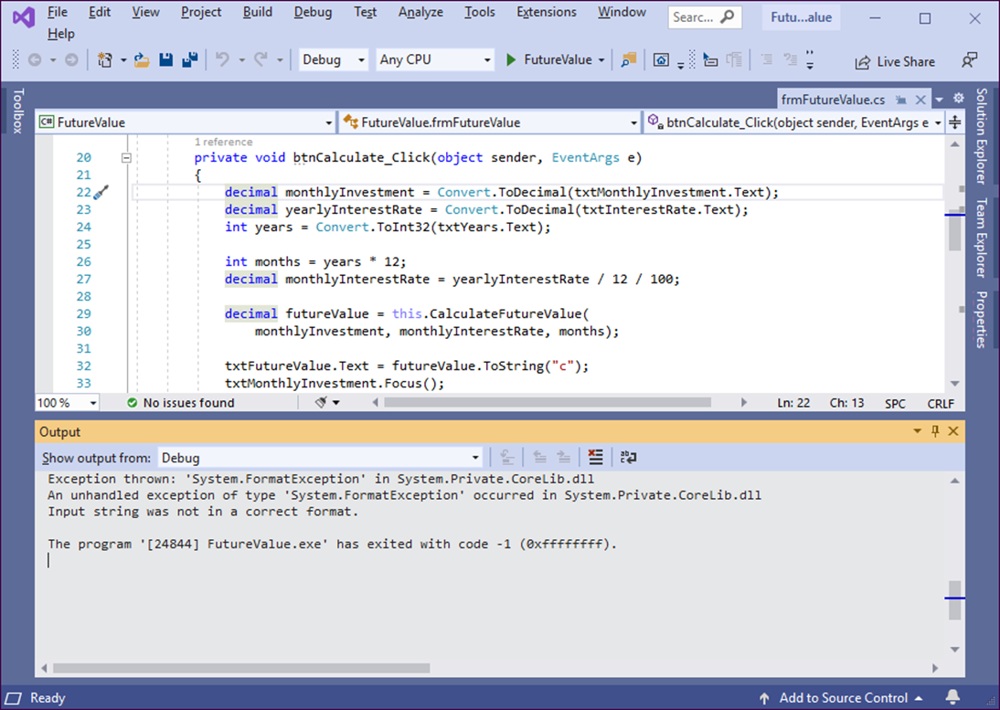 File Edit View Project Build Debug Test Analyze Tools Extensions Window Searc... Futu...alue
Help
Debug Any CPU FutureValue Live Share
Toolbox
frmFutureValue.cs
C# FutureValue FutureValue.frmFutureValue btnCalculate_Click(object sender, EventArgs e
1 reference
20 private void btnCalculate_Click(object sender, EventArgs e)
21 {
22 decimal monthlyInvestment = Convert.ToDecimal(txtMonthlyInvestment.Text);
23 decimal yearlyInterestRate = Convert.ToDecimal(txtInterestRate.Text);
24 int years = Convert.ToInt32(txtYears.Text);
25
26 int months = years * 12;
27 decimal monthlyInterestRate = yearlyInterestRate / 12 / 100;
28
29 decimal futureValue = this.CalculateFutureValue(
30 monthlyInvestment, monthlyInterestRate, months);
31
32 txtFutureValue.Text = futureValue.ToString("c");
33 txtMonthlyInvestment.Focus();
100 % No issues found Ln: 22 Ch: 13 SPC CRLF
Solution Explorer
Team Explorer
Properties
Output
Show output from: Debug
Exception thrown: 'System.FormatException' in System.Private.CoreLib.dll
An unhandled exception of type 'System.FormatException' occurred in System.Private.CoreLib.dll
Input string was not in a correct format.
The program '[24844] FutureValue.exe' has exited with code -1 (0xffffffff).
Ready Add to Source Control